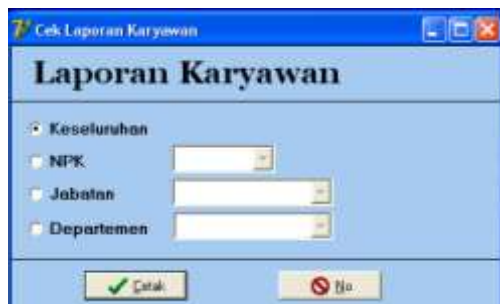 Cek Laporan Karyawan
Laporan Karyawan
Keseluruhan
NPK
Jabatan
Departemen
Cetak
No